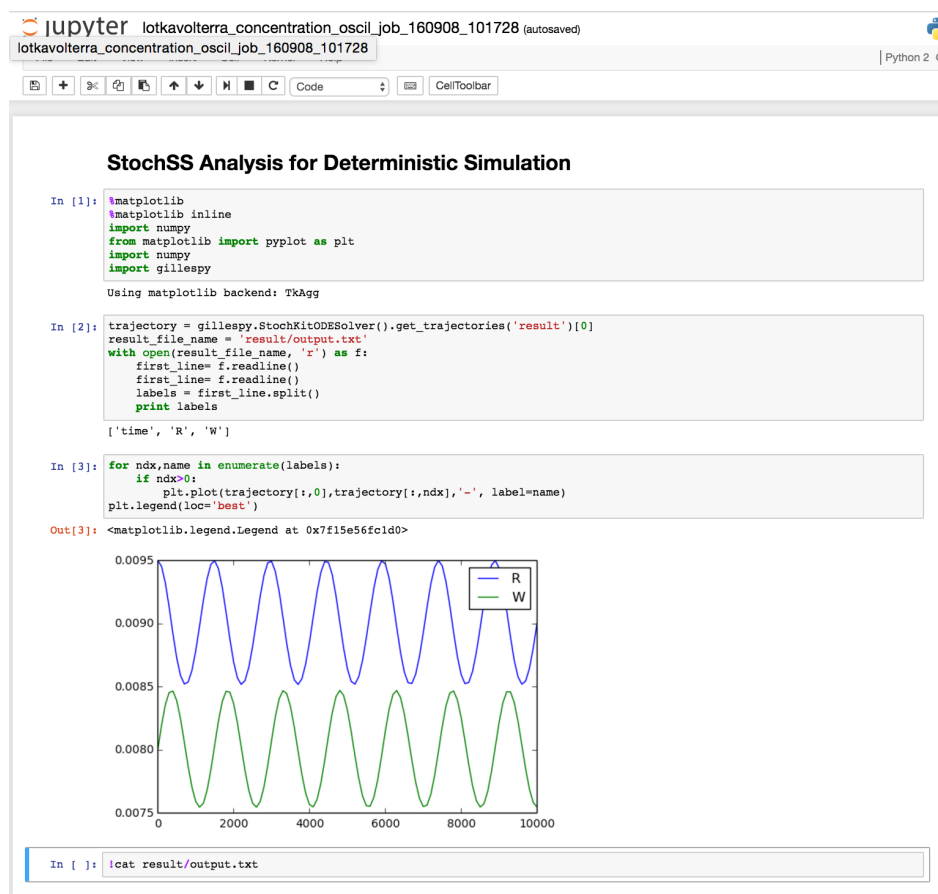 jupyter lotkavolterra_concentration_oscil_job_160908_101728 (autosaved)
lotkavolterra_concentration_oscil_job_160908_101728
Python 2
Code
CellToolbar
StochSS Analysis for Deterministic Simulation
In [1]: %matplotlib
%matplotlib inline
import numpy
from matplotlib import pyplot as plt
import numpy
import gillespy
Using matplotlib backend: TkAgg
In [2]: trajectory = gillespy.StochKitODESolver().get_trajectories('result')[0]
result_file_name = 'result/output.txt'
with open(result_file_name, 'r') as f:
    first_line= f.readline()
    first_line= f.readline()
    labels = first_line.split()
    print labels
['time', 'R', 'W']
In [3]: for ndx,name in enumerate(labels):
    if ndx>0:
        plt.plot(trajectory[:,0],trajectory[:,ndx],'-', label=name)
plt.legend(loc='best')
Out[3]: <matplotlib.legend.Legend at 0x7f15e56fc1d0>
0.0095
R
W
0.0090
0.0085
0.0080
0.0075
0 2000 4000 6000 8000 10000
In [ ]: !cat result/output.txt